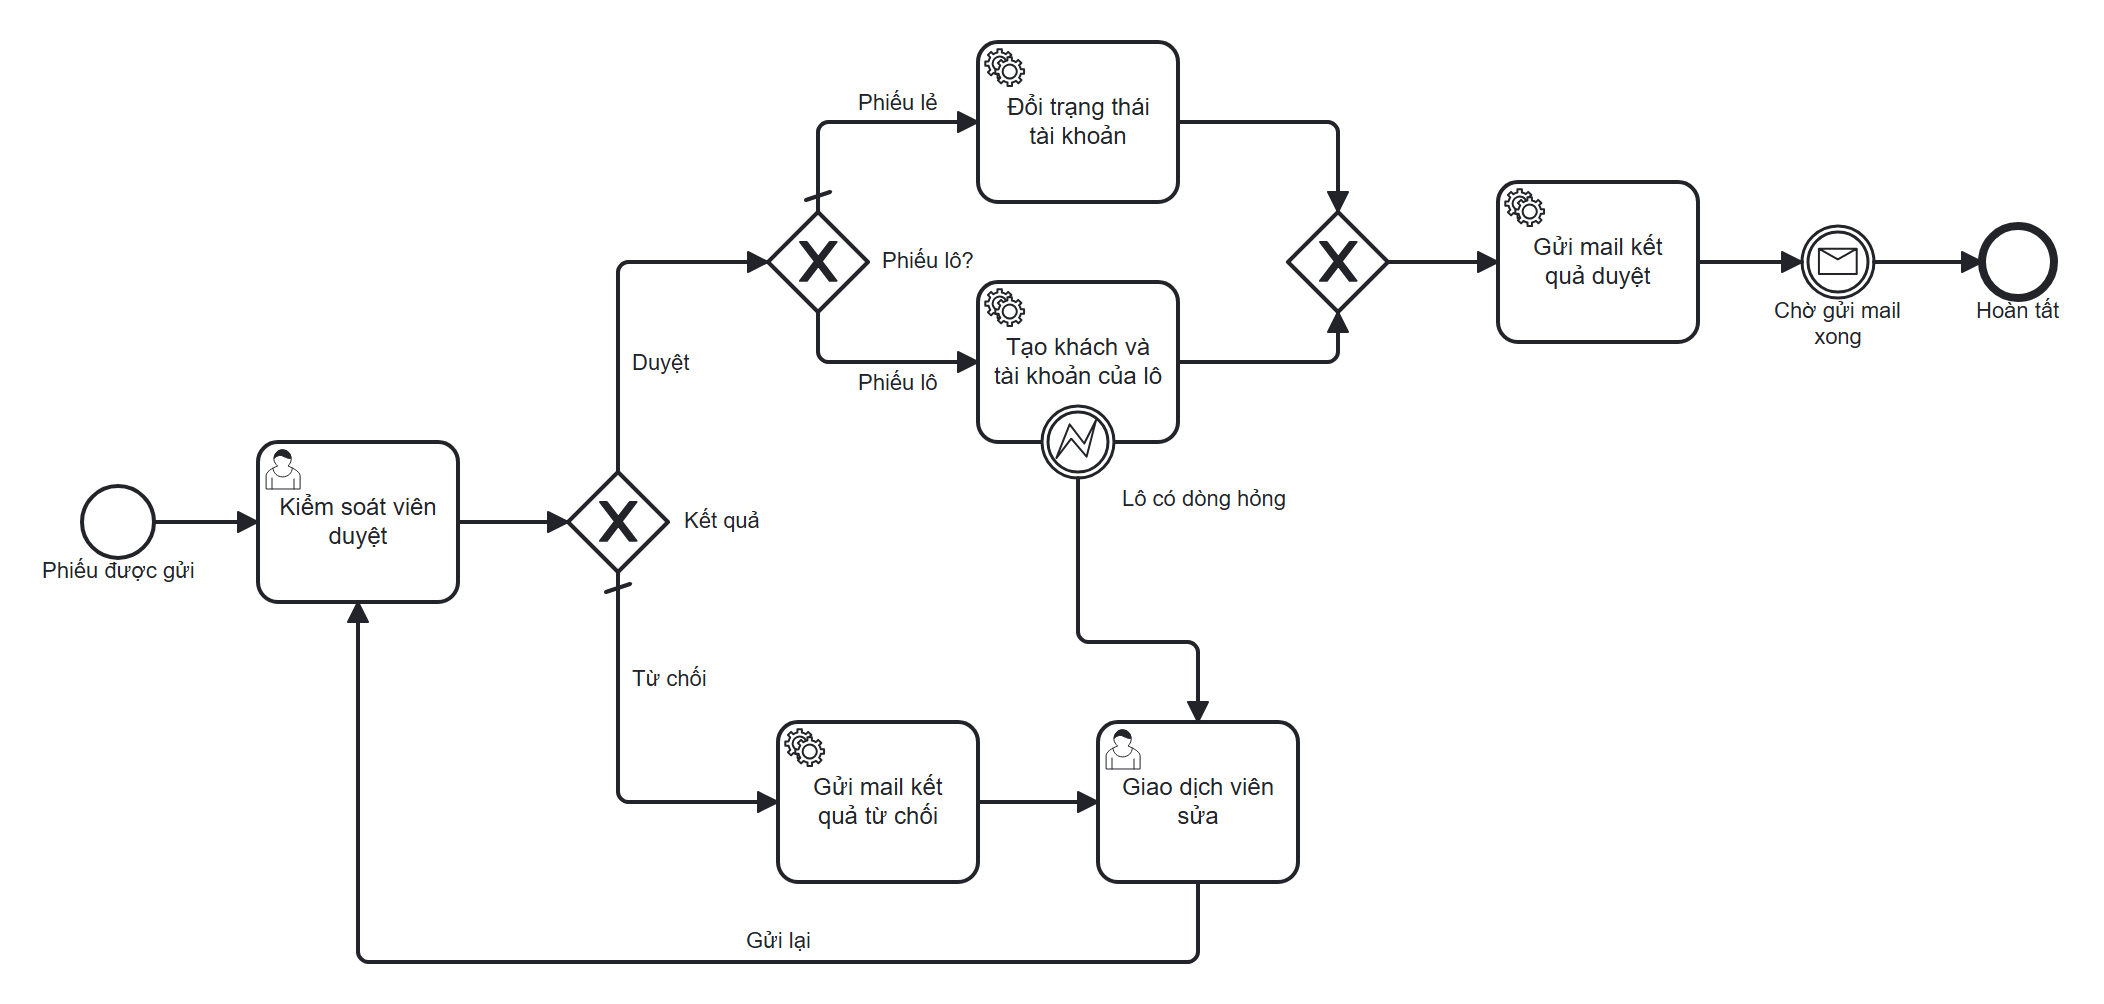 Phiếu lẻ
Đổi trạng thái
tài khoản
Phiếu lô?
Gửi mail kết
quả duyệt
Chờ gửi mail
xong
Hoàn tất
Duyệt
Phiếu lô
Tạo khách và
tài khoản của lô
Lô có dòng hỏng
Phiếu được gửi
Kiểm soát viên
duyệt
Kết quả
Từ chối
Gửi mail kết
quả từ chối
Giao dịch viên
sửa
Gửi lại